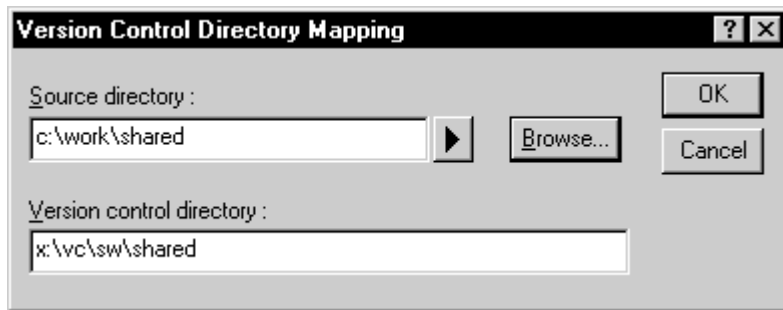 Version Control Directory Mapping
Source directory :
OK
c:\work\shared
Browse...
Cancel
Version control directory :
x:\vc\sw\shared